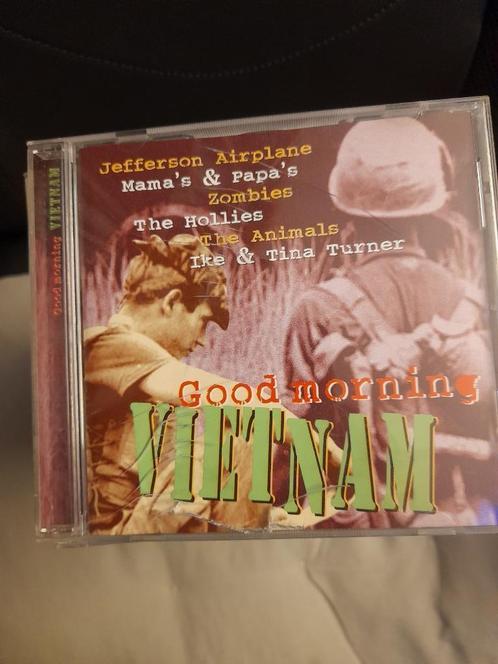 Good morning VIETNAM
Jefferson Airplane
Mama's & Papa's
Zombies
The Hollies
The Animals
Ike & Tina Turner
Good morning
VIETNAM